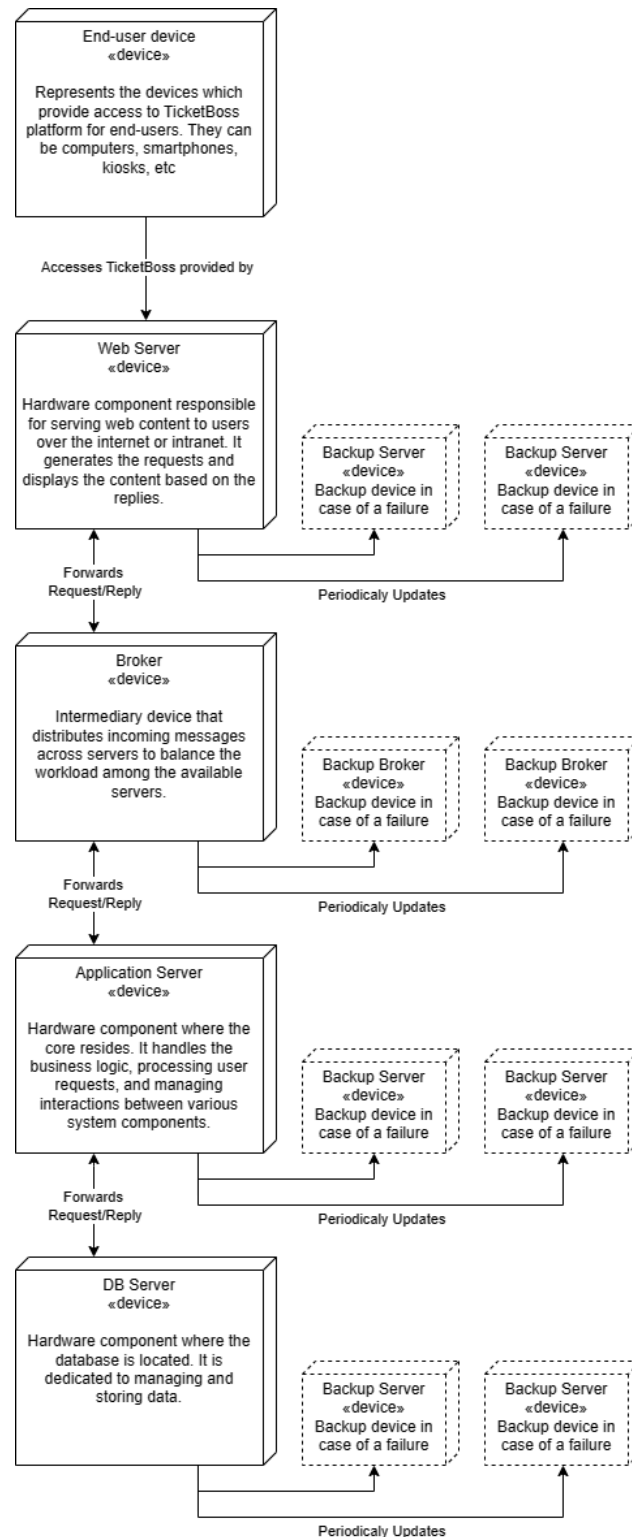 End-user device
«device»
Represents the devices which
provide access to TicketBoss
platform for end-users. They can
be computers, smartphones,
kiosks, etc
Accesses TicketBoss provided by
Web Server
«device»
Hardware component responsible
for serving web content to users
over the internet or intranet. It
generates the requests and
displays the content based on the
replies.
Backup Server
«device»
Backup device in
case of a failure
Backup Server
«device»
Backup device in
case of a failure
Forwards
Request/Reply
Periodicaly Updates
Broker
«device»
Intermediary device that
distributes incoming messages
across servers to balance the
workload among the available
servers.
Backup Broker
«device»
Backup device in
case of a failure
Backup Broker
«device»
Backup device in
case of a failure
Forwards
Request/Reply
Periodicaly Updates
Application Server
«device»
Hardware component where the
core resides. It handles the
business logic, processing user
requests, and managing
interactions between various
system components.
Backup Server
«device»
Backup device in
case of a failure
Backup Server
«device»
Backup device in
case of a failure
Forwards
Request/Reply
Periodicaly Updates
DB Server
«device»
Hardware component where the
database is located. It is
dedicated to managing and
storing data.
Backup Server
«device»
Backup device in
case of a failure
Backup Server
«device»
Backup device in
case of a failure
Periodicaly Updates